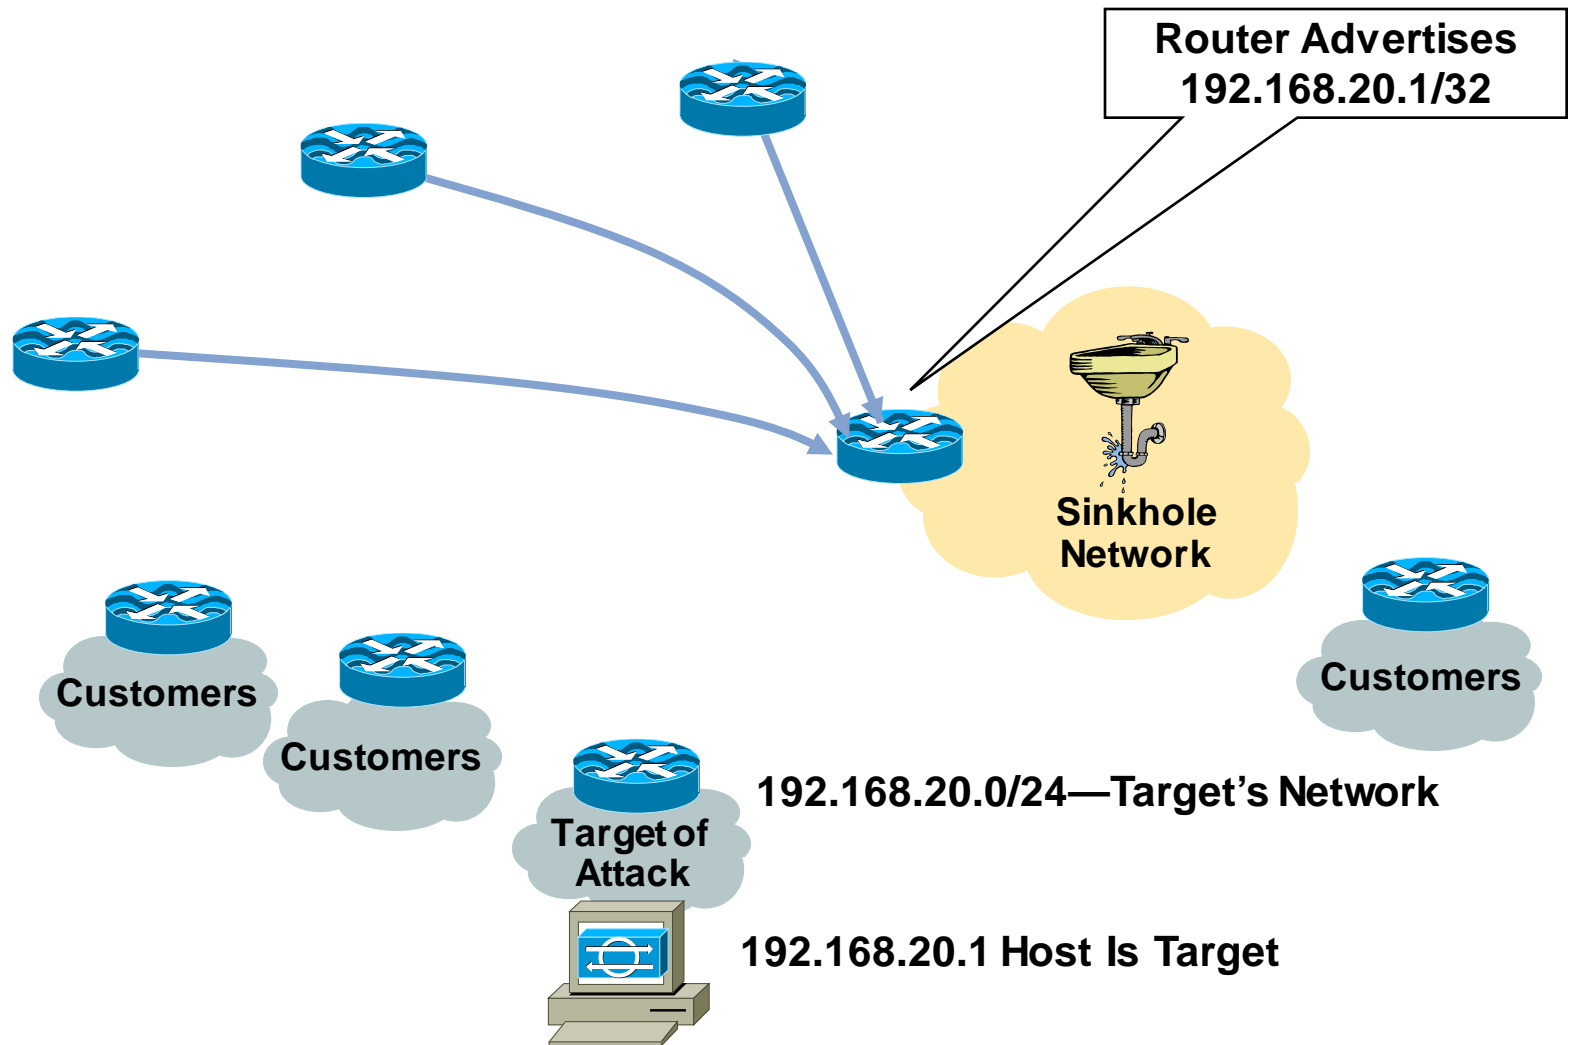 Router Advertises
192.168.20.1/32
Sinkhole
Network
Customers
Customers
Customers
192.168.20.0/24—Target's Network
Target of
Attack
192.168.20.1 Host Is Target